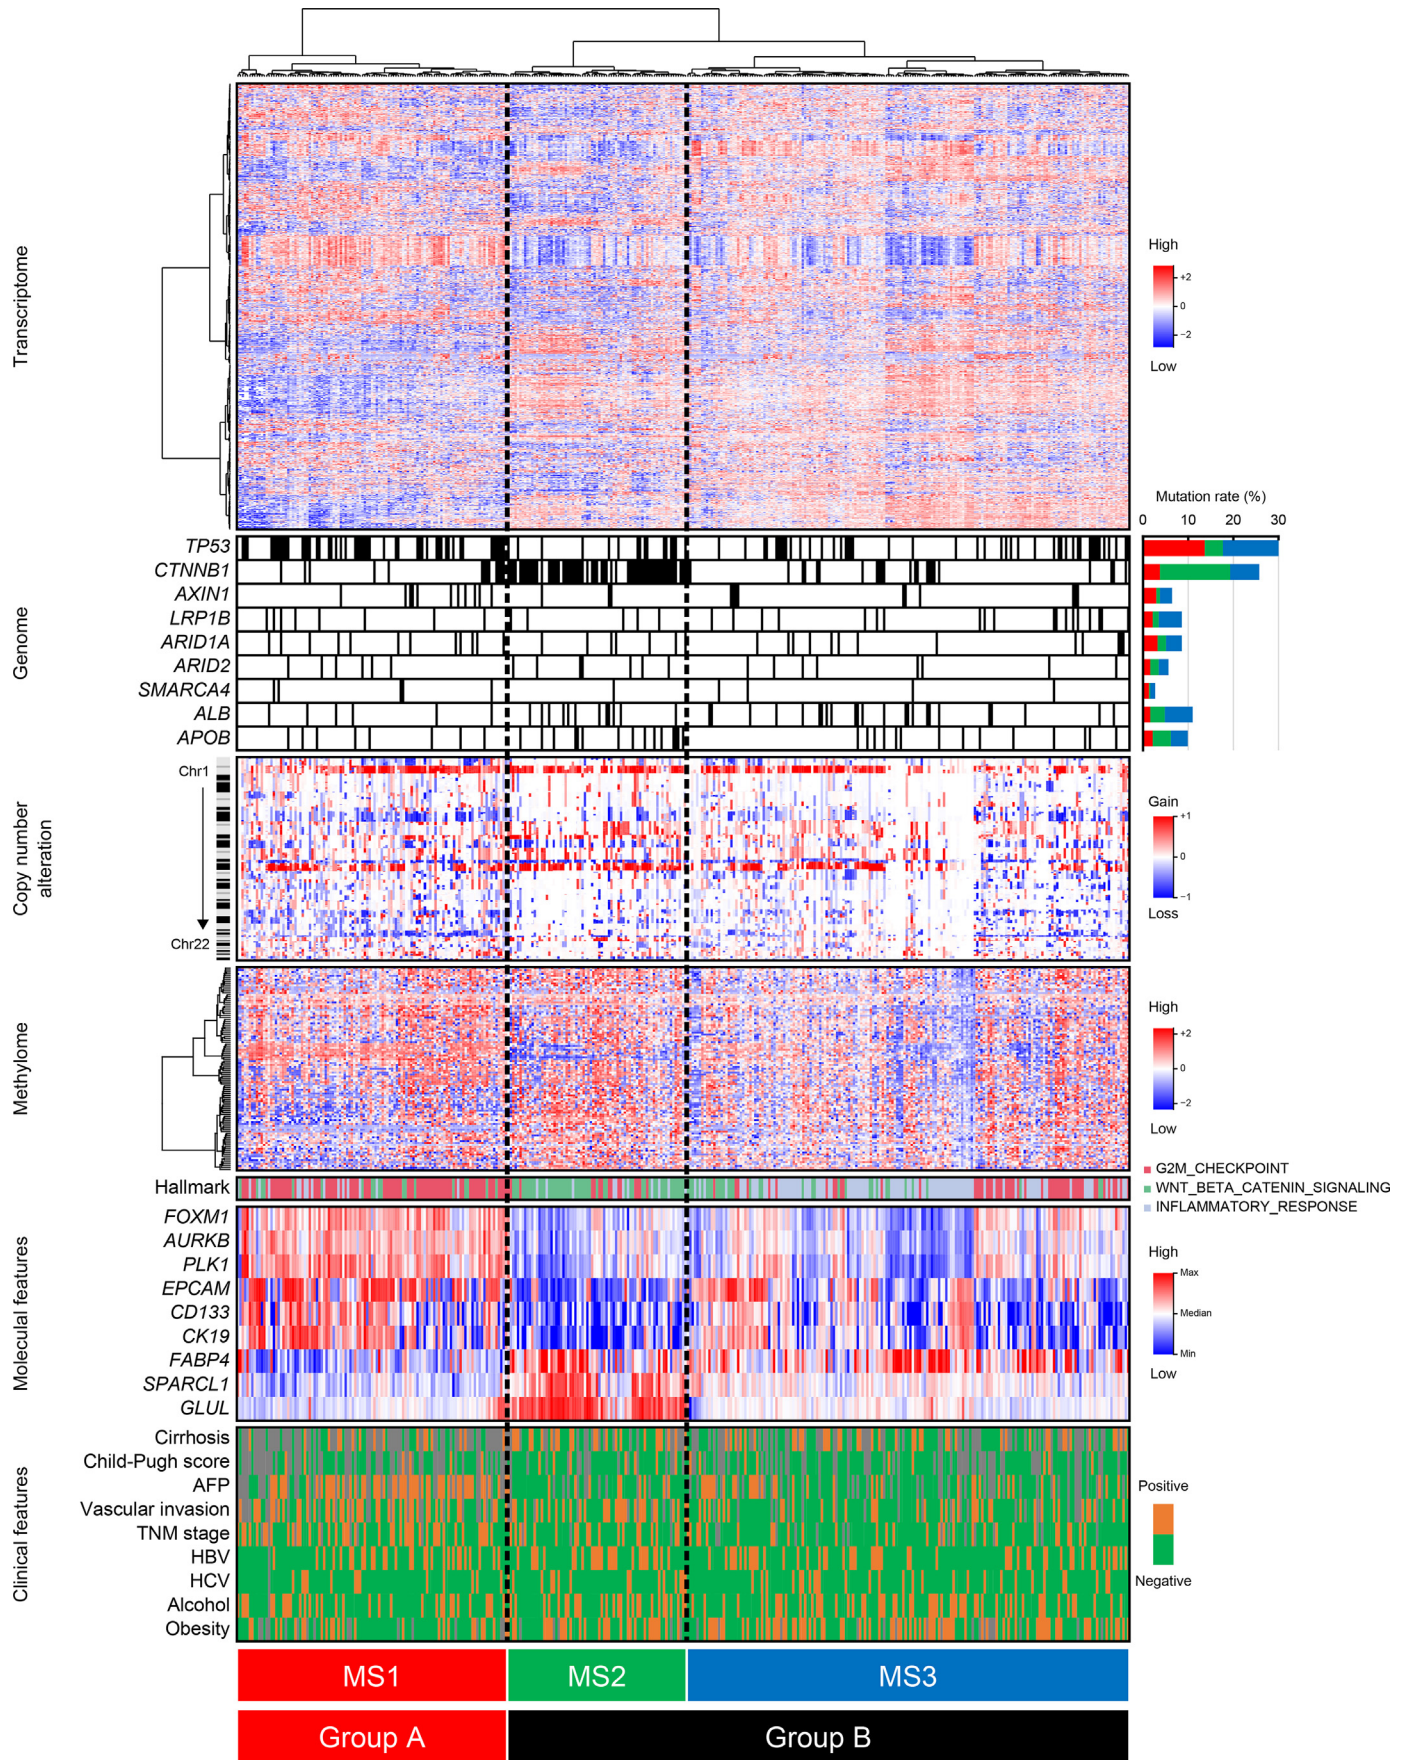 Transcriptome
High
+2
0
−2
Low
Mutation rate (%)
0 10 20 30
Genome
TP53
CTNNB1
AXIN1
LRP1B
ARID1A
ARID2
SMARCA4
ALB
APOB
Copy number
alteration
Chr1
Chr22
Gain
+1
0
−1
Loss
Methylome
High
+2
0
−2
Low
Hallmark
G2M_CHECKPOINT
WNT_BETA_CATENIN_SIGNALING
INFLAMMATORY_RESPONSE
Moleculal features
FOXM1
AURKB
PLK1
EPCAM
CD133
CK19
FABP4
SPARCL1
GLUL
High
Max
Median
Min
Low
Clinical features
Cirrhosis
Child-Pugh score
AFP
Vascular invasion
TNM stage
HBV
HCV
Alcohol
Obesity
Positive
Negative
MS1 MS2 MS3
Group A Group B